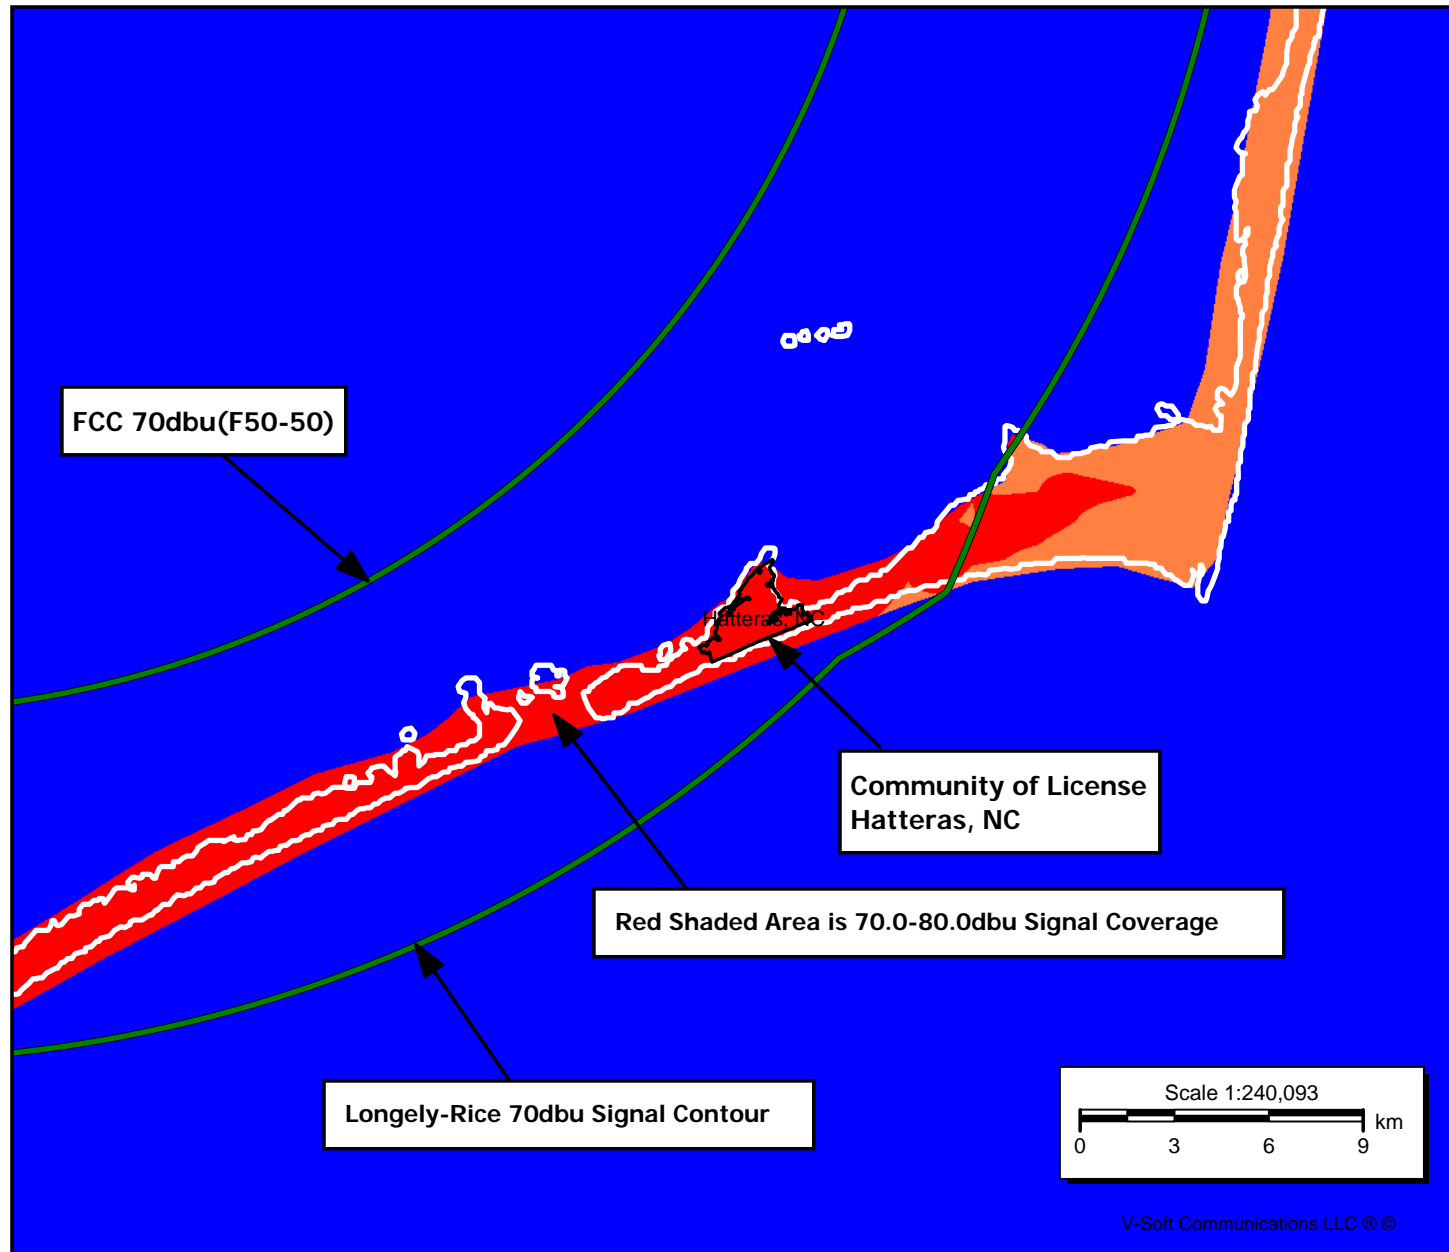 FCC 70dbu(F50-50)
Hatteras, NC
Community of License
Hatteras, NC
Red Shaded Area is 70.0-80.0dbu Signal Coverage
Longely-Rice 70dbu Signal Contour
Scale 1:240,093
km
0 3 6 9
V-Soft Communications LLC ® ©